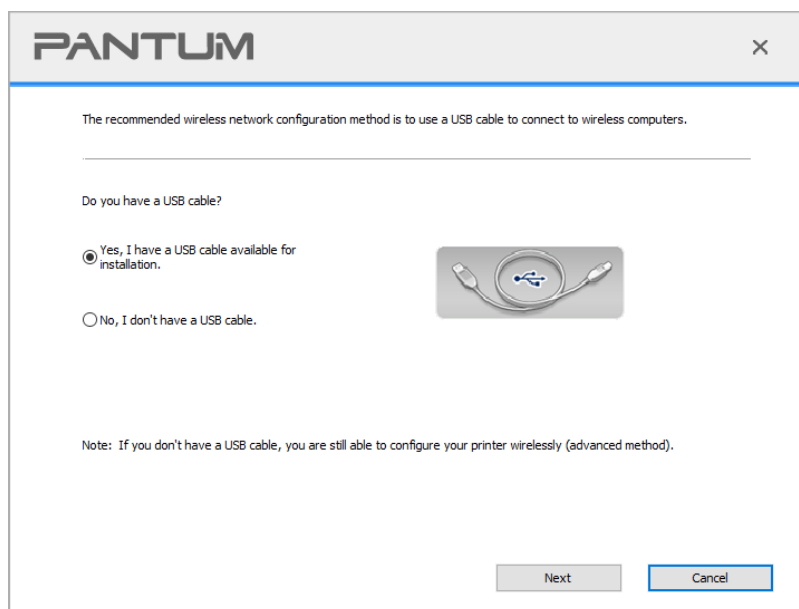 PANTUM
The recommended wireless network configuration method is to use a USB cable to connect to wireless computers.
Do you have a USB cable?
Yes, I have a USB cable available for
installation.
No, I don't have a USB cable.
Note: If you don't have a USB cable, you are still able to configure your printer wirelessly (advanced method).
Next
Cancel